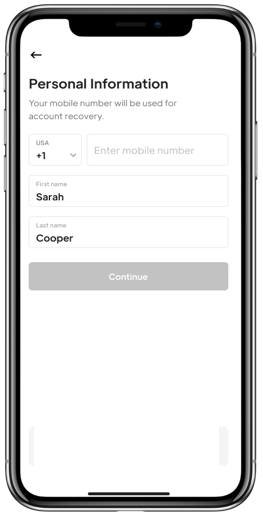 Personal Information
Your mobile number will be used for
account recovery.
USA
+1
Enter mobile number
First name
Sarah
Last name
Cooper
Continue